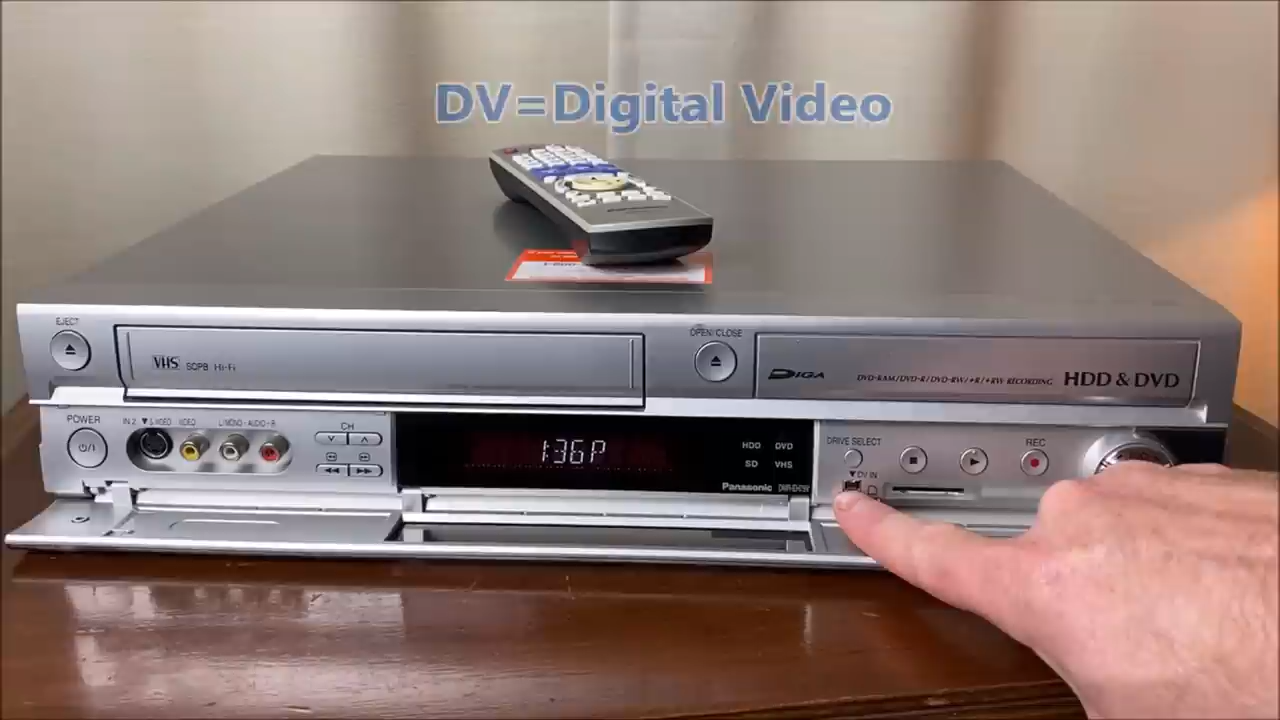 DV=Digital Video
EJECT
VHS SQPB Hi-Fi
OPEN/CLOSE
DIGA
DVD-RAM/DVD-R/DVD-RW/+R/+RW RECORDING
HDD & DVD
POWER
IN 2 ▼ S VIDEO VIDEO L/MONO - AUDIO - R
CH
1:36P
HDD DVD
SD VHS
Panasonic
DRIVE SELECT
▼ DV IN
REC